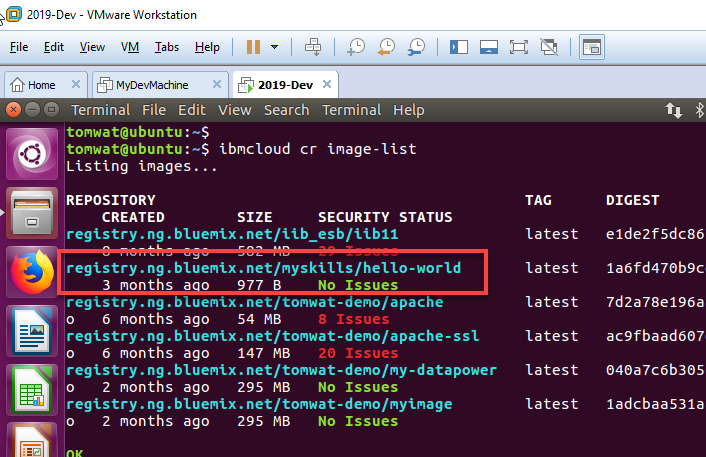 2019-Dev - VMware Workstation
File Edit View VM Tabs Help
Home MyDevMachine 2019-Dev
Terminal File Edit View Search Terminal Help
tomwat@ubuntu:~$
tomwat@ubuntu:~$ ibmcloud cr image-list
Listing images...
REPOSITORY TAG DIGEST
CREATED SIZE SECURITY STATUS
registry.ng.bluemix.net/iib_esb/iib11 latest e1de2f5dc86
8 months ago 592 MB 29 Issues
registry.ng.bluemix.net/myskills/hello-world latest 1a6fd470b9c
3 months ago 977 B No Issues
registry.ng.bluemix.net/tomwat-demo/apache latest 7d2a78e196a
o 6 months ago 54 MB 8 Issues
registry.ng.bluemix.net/tomwat-demo/apache-ssl latest ac9fbaad607
o 6 months ago 147 MB 20 Issues
registry.ng.bluemix.net/tomwat-demo/my-datapower latest 040a7c6b305
o 2 months ago 295 MB No Issues
registry.ng.bluemix.net/tomwat-demo/myimage latest 1adcbaa531a
o 2 months ago 295 MB No Issues
OK